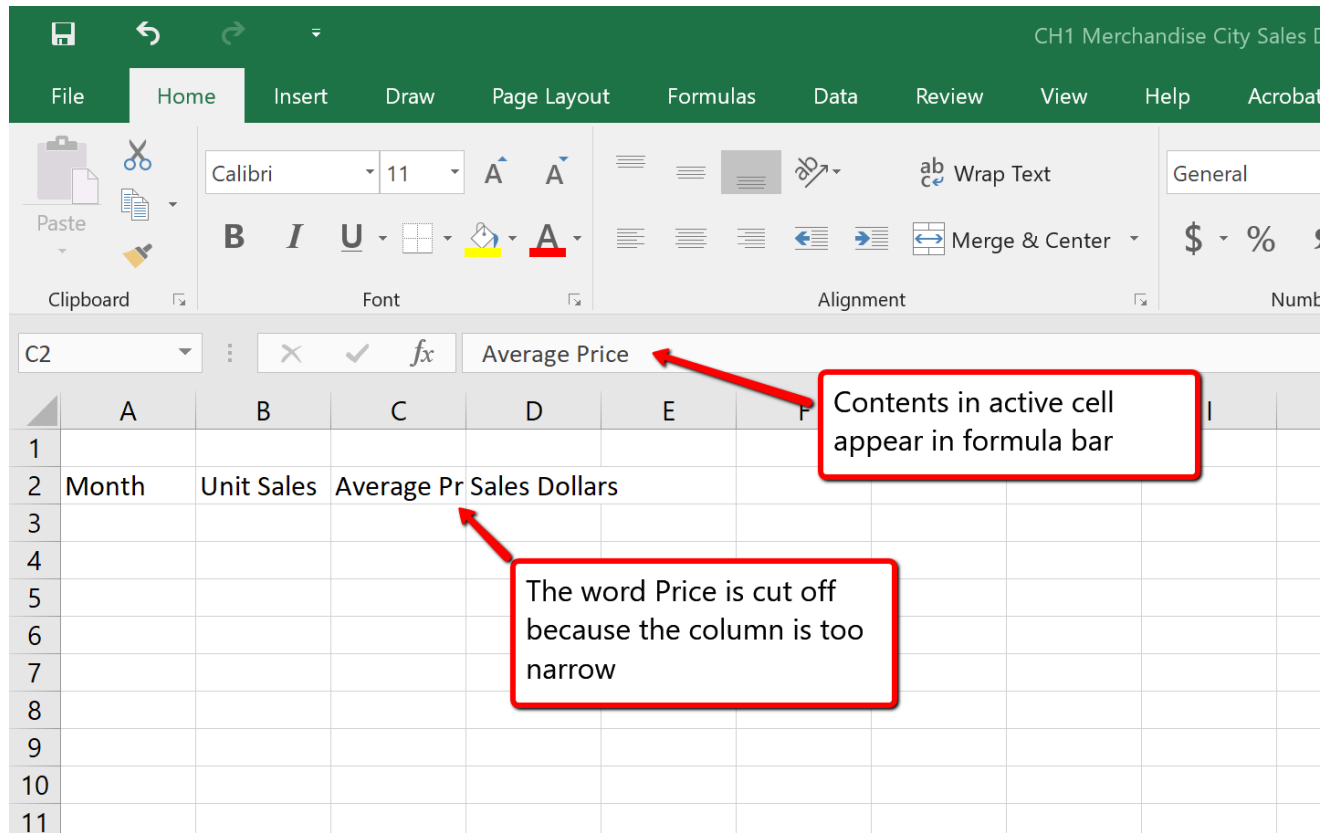 CH1 Merchandise City Sales D
File Home Insert Draw Page Layout Formulas Data Review View Help Acrobat
Calibri 11 A A ab Wrap Text General
Paste B I U A Merge & Center $ %
Clipboard Font Alignment Numb
C2 fx Average Price
Contents in active cell
appear in formula bar
A B C D E F I
1
2 Month Unit Sales Average Pr Sales Dollars
3
4
The word Price is cut off
because the column is too
narrow
5
6
7
8
9
10
11